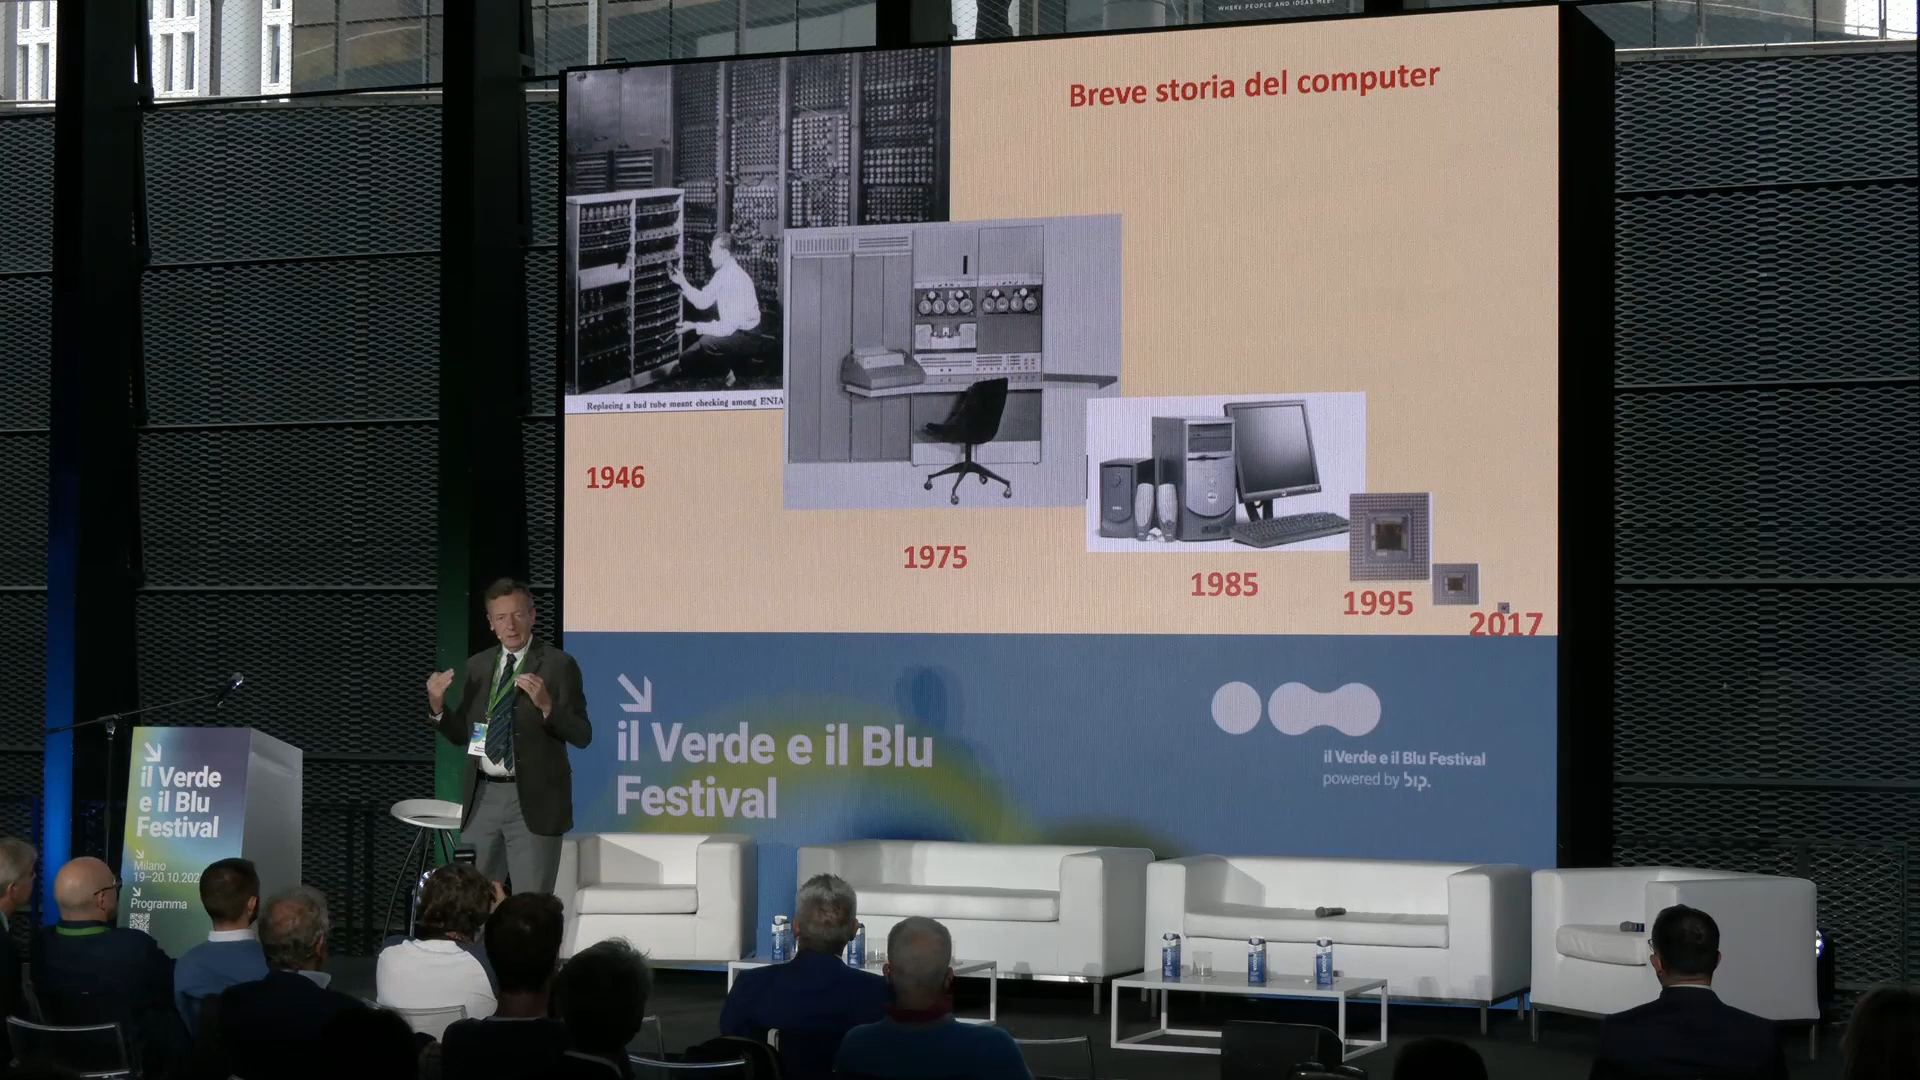 WHERE PEOPLE AND IDEAS MEET
Breve storia del computer
Replacing a bad tube meant checking among ENIA
1946
1975
1985
1995
2017
il Verde e il Blu
Festival
il Verde e il Blu Festival
powered by bip.
il Verde
e il Blu
Festival
Milano
19–20.10.202
Programma